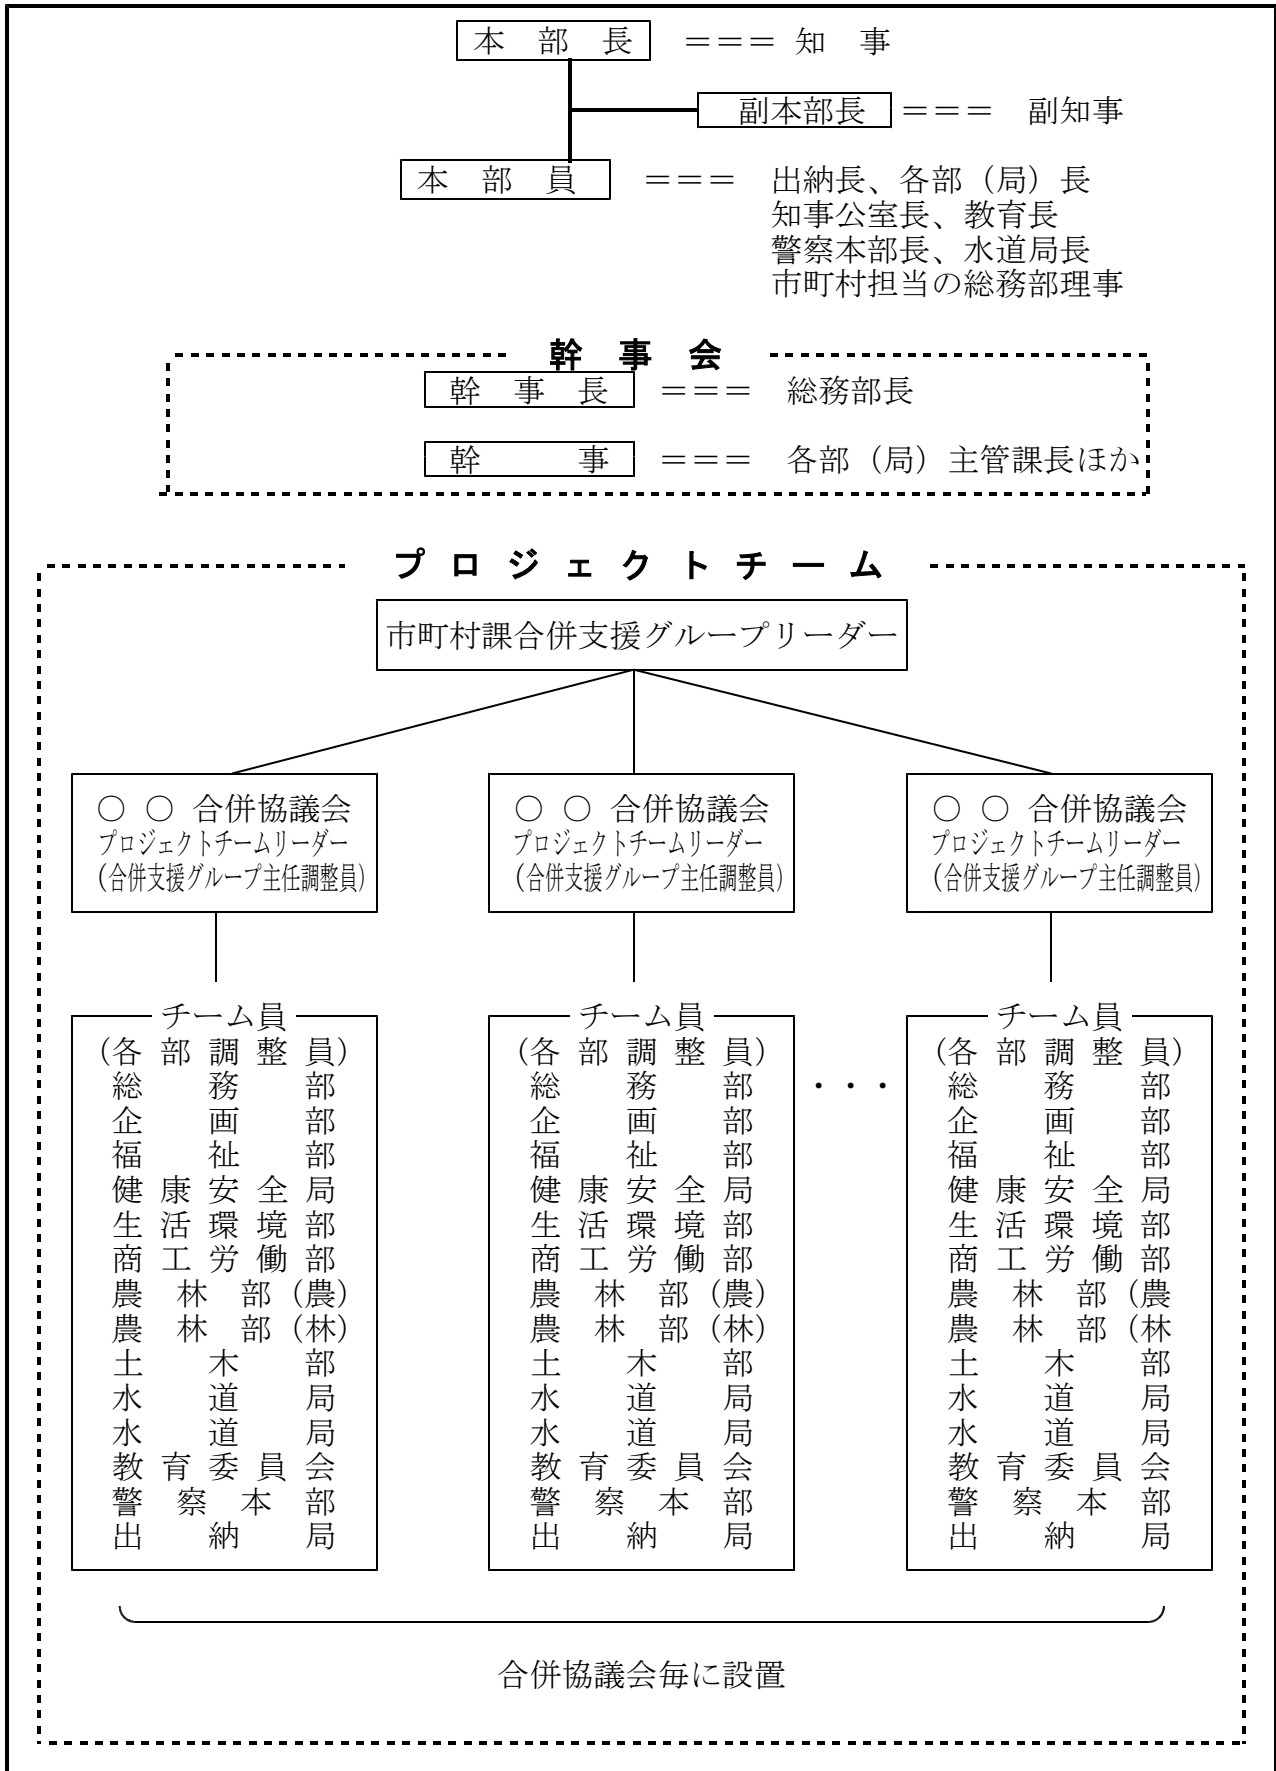 本　部　長　＝＝＝ 知　事
副本部長 ＝＝＝　副知事
本　部　員　＝＝＝　出納長、各部（局）長
知事公室長、教育長
警察本部長、水道局長
市町村担当の総務部理事
幹　事　会
幹　事　長　＝＝＝　総務部長
幹　　　事　＝＝＝　各部（局）主管課長ほか
プロジェクトチーム
市町村課合併支援グループリーダー
○ ○ 合併協議会
プロジェクトチームリーダー
(合併支援グループ主任調整員)
○ ○ 合併協議会
プロジェクトチームリーダー
(合併支援グループ主任調整員)
○ ○ 合併協議会
プロジェクトチームリーダー
(合併支援グループ主任調整員)
チーム員
（各部調整員）
総務部
企画部
福祉部
健康安全局
生活環境部
商工労働部
農林部（農）
農林部（林）
土木部
水道局
水道局
教育委員会
警察本部
出納局
チーム員
（各部調整員）
総務部
企画部
福祉部
健康安全局
生活環境部
商工労働部
農林部（農）
農林部（林）
土木部
水道局
水道局
教育委員会
警察本部
出納局
・・・
チーム員
（各部調整員）
総務部
企画部
福祉部
健康安全局
生活環境部
商工労働部
農林部（農
農林部（林
土木部
水道局
水道局
教育委員会
警察本部
出納局
合併協議会毎に設置